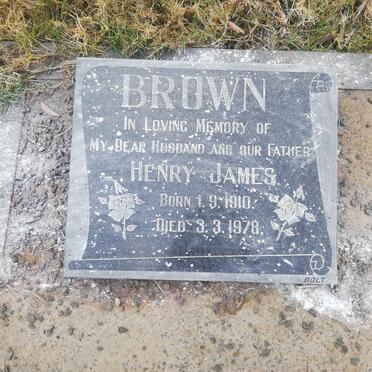 BROWN
IN LOVING MEMORY OF
MY DEAR HUSBAND AND OUR FATHER
HENRY JAMES
BORN 1.9.1910.
DIED 3.3.1978.
BOLT